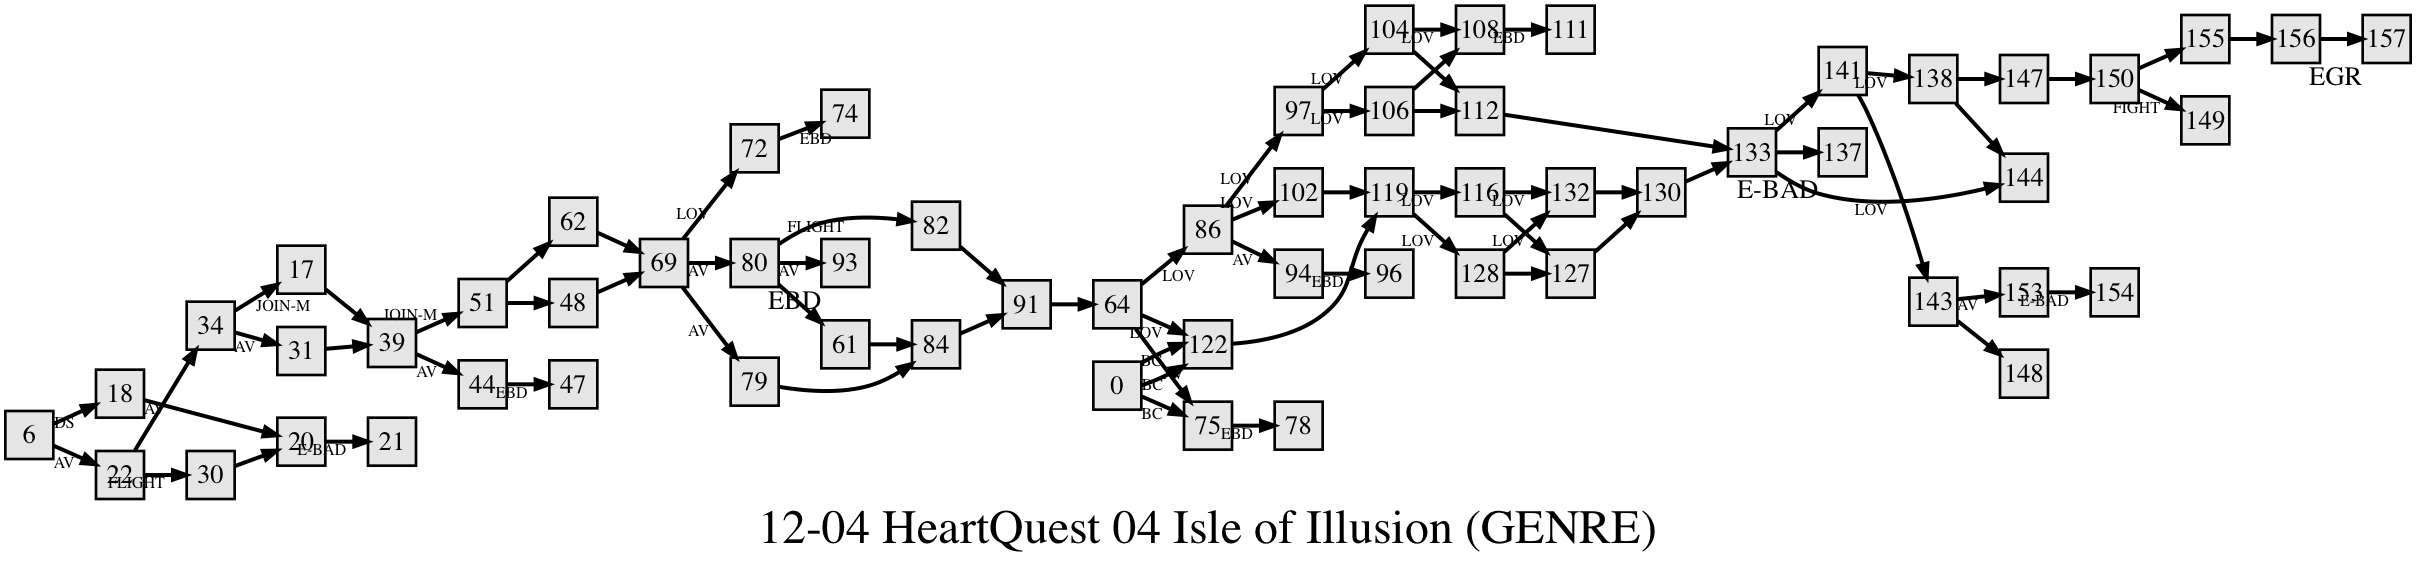 104
LOV
108
EBD
111
155
156
157
EGR
141
LOV
138
147
150
FIGHT
149
LOV
97
LOV
106
112
74
EBD
72
LOV
133
E-BAD
137
144
LOV
LOV
LOV
LOV
102
119
LOV
116
LOV
132
130
62
82
FLIGHT
86
AV
LOV
LOV
128
127
69
AV
80
AV
93
EBD
94
EBD
96
17
JOIN-M
JOIN-M
51
48
LOV
91
64
LOV
143
AV
153
E-BAD
154
34
AV
31
39
AV
AV
61
84
BC
122
44
EBD
47
79
0
BC
BC
148
18
AV
6
DS
AV
20
E-BAD
21
75
EBD
78
22
FLIGHT
30
12-04 HeartQuest 04 Isle of Illusion (GENRE)